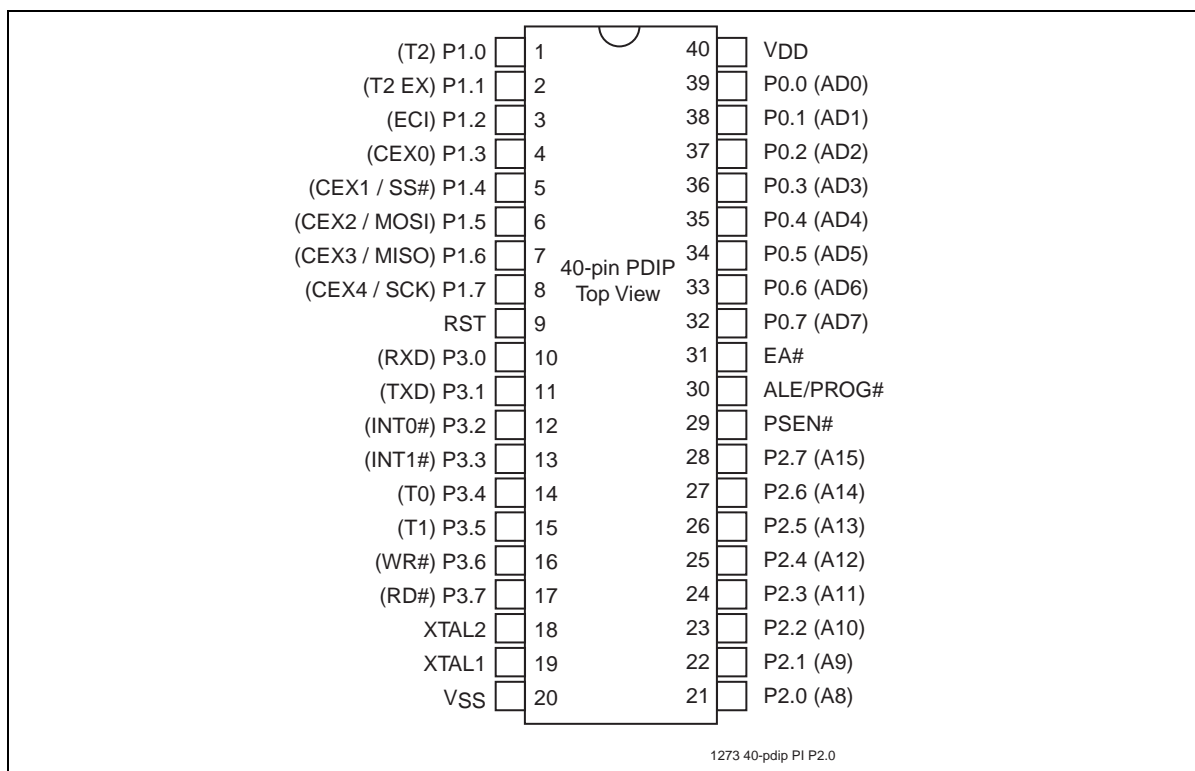 (T2) P1.0 1 40 VDD
(T2 EX) P1.1 2 39 P0.0 (AD0)
(ECI) P1.2 3 38 P0.1 (AD1)
(CEX0) P1.3 4 37 P0.2 (AD2)
(CEX1 / SS#) P1.4 5 36 P0.3 (AD3)
(CEX2 / MOSI) P1.5 6 35 P0.4 (AD4)
(CEX3 / MISO) P1.6 7 34 P0.5 (AD5)
40-pin PDIP
Top View
(CEX4 / SCK) P1.7 8 33 P0.6 (AD6)
RST 9 32 P0.7 (AD7)
(RXD) P3.0 10 31 EA#
(TXD) P3.1 11 30 ALE/PROG#
(INT0#) P3.2 12 29 PSEN#
(INT1#) P3.3 13 28 P2.7 (A15)
(T0) P3.4 14 27 P2.6 (A14)
(T1) P3.5 15 26 P2.5 (A13)
(WR#) P3.6 16 25 P2.4 (A12)
(RD#) P3.7 17 24 P2.3 (A11)
XTAL2 18 23 P2.2 (A10)
XTAL1 19 22 P2.1 (A9)
VSS 20 21 P2.0 (A8)
1273 40-pdip PI P2.0